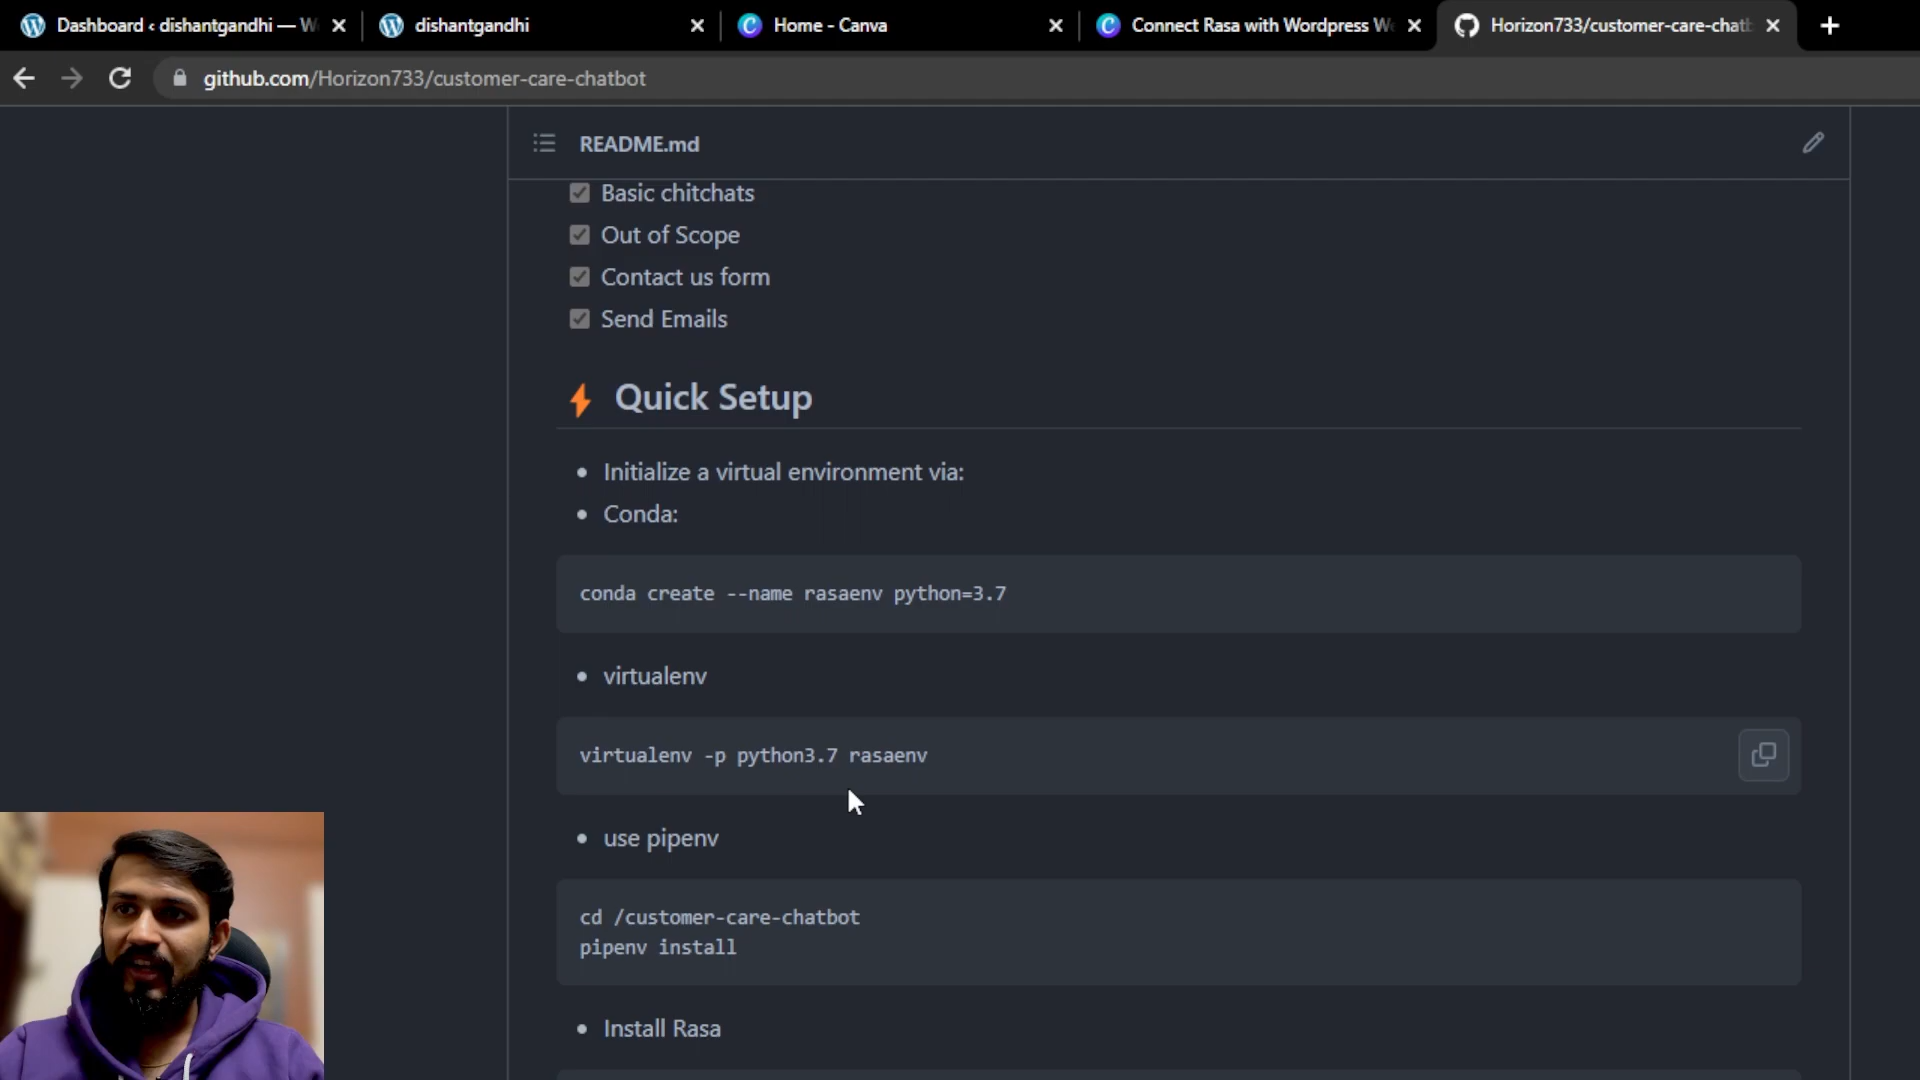 Dashboard ‹ dishantgandhi — W
dishantgandhi
Home - Canva
Connect Rasa with Wordpress We
Horizon733/customer-care-chatb
github.com/Horizon733/customer-care-chatbot
README.md
Basic chitchats
Out of Scope
Contact us form
Send Emails
⚡ Quick Setup
• Initialize a virtual environment via:
• Conda:
conda create --name rasaenv python=3.7
• virtualenv
virtualenv -p python3.7 rasaenv
• use pipenv
cd /customer-care-chatbot
pipenv install
• Install Rasa